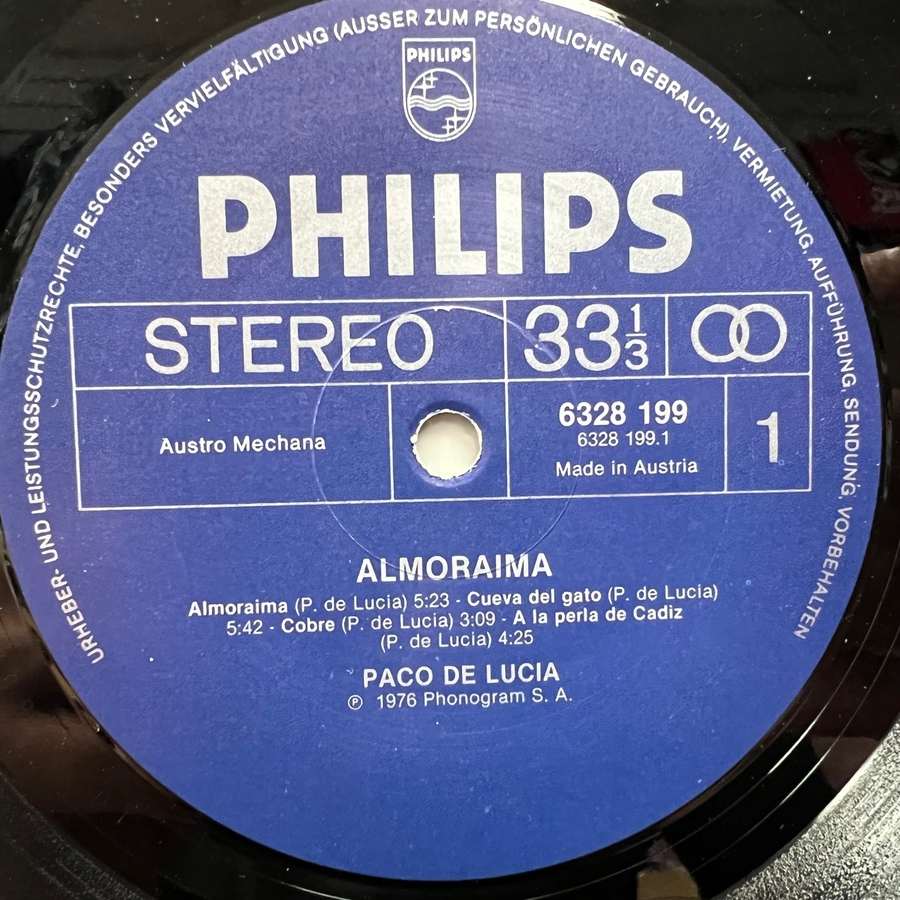 URHEBER- UND LEISTUNGSSCHUTZRECHTE, BESONDERS VERVIELFÄLTIGUNG (AUSSER ZUM PERSÖNLICHEN GEBRAUCH), VERMIETUNG, AUFFÜHRUNG, SENDUNG, VORBEHALTEN
PHILIPS
PHILIPS
STEREO 33 1/3
Austro Mechana
6328 199
6328 199.1
Made in Austria
1
ALMORAIMA
Almoraima (P. de Lucia) 5:23 - Cueva del gato (P. de Lucia)
5:42 - Cobre (P. de Lucia) 3:09 - A la perla de Cadiz
(P. de Lucia) 4:25
PACO DE LUCIA
℗ 1976 Phonogram S. A.